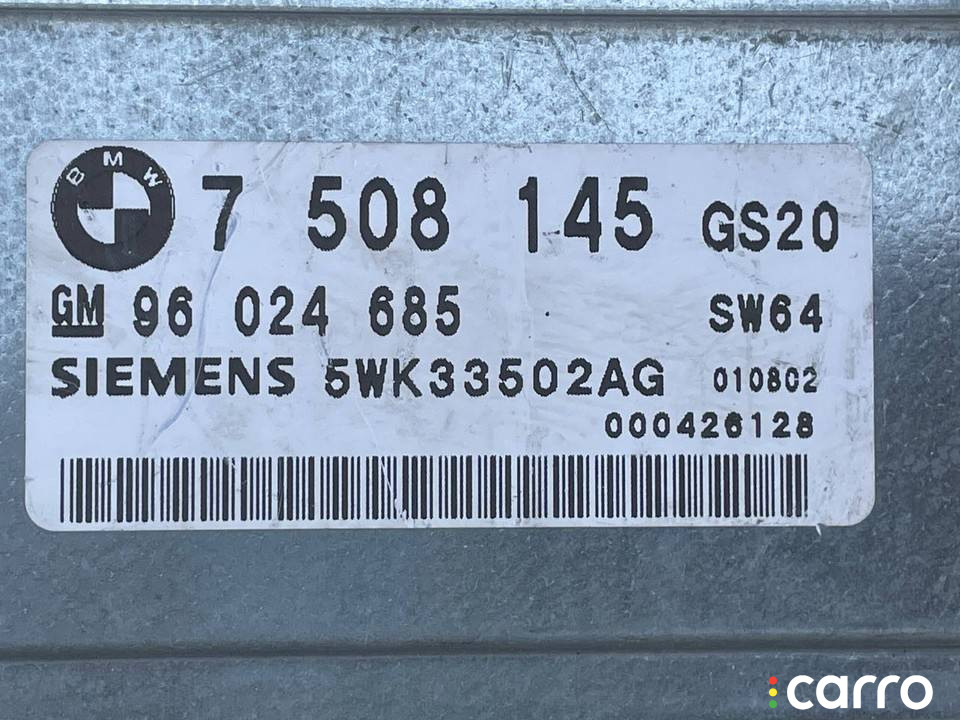 BMW 7 508 145 GS20
GM 96 024 685 SW64
SIEMENS 5WK33502AG 010802
000426128
carro